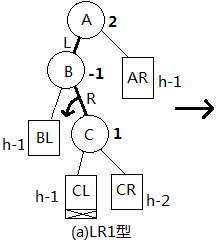 A 2
L
B -1
AR h-1
R
h-1 BL
C 1
h-1 CL
CR h-2
(a)LR1型